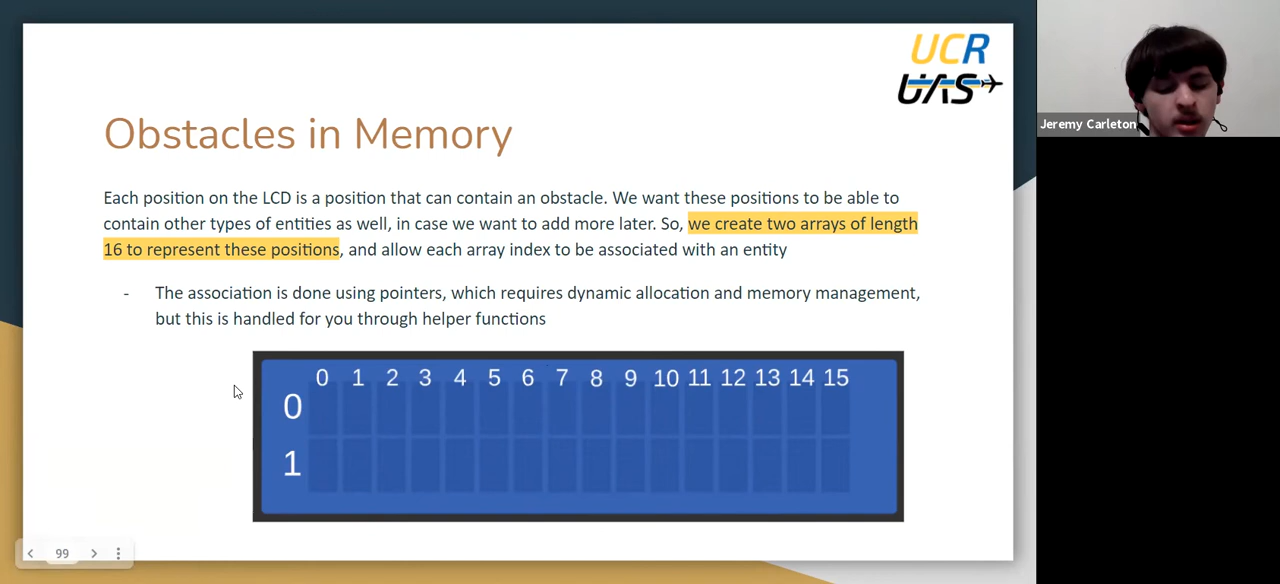 UCR
UAS
Jeremy Carleton
Obstacles in Memory
Each position on the LCD is a position that can contain an obstacle. We want these positions to be able to
contain other types of entities as well, in case we want to add more later. So, we create two arrays of length
16 to represent these positions, and allow each array index to be associated with an entity
- The association is done using pointers, which requires dynamic allocation and memory management,
but this is handled for you through helper functions
0 1 2 3 4 5 6 7 8 9 10 11 12 13 14 15
0
1
99